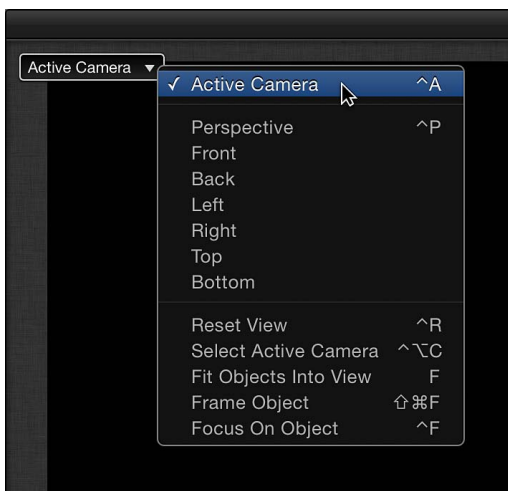 Active Camera ▼
✓ Active Camera ^A
Perspective ^P
Front
Back
Left
Right
Top
Bottom
Reset View ^R
Select Active Camera ^⌥C
Fit Objects Into View F
Frame Object ⇧⌘F
Focus On Object ^F